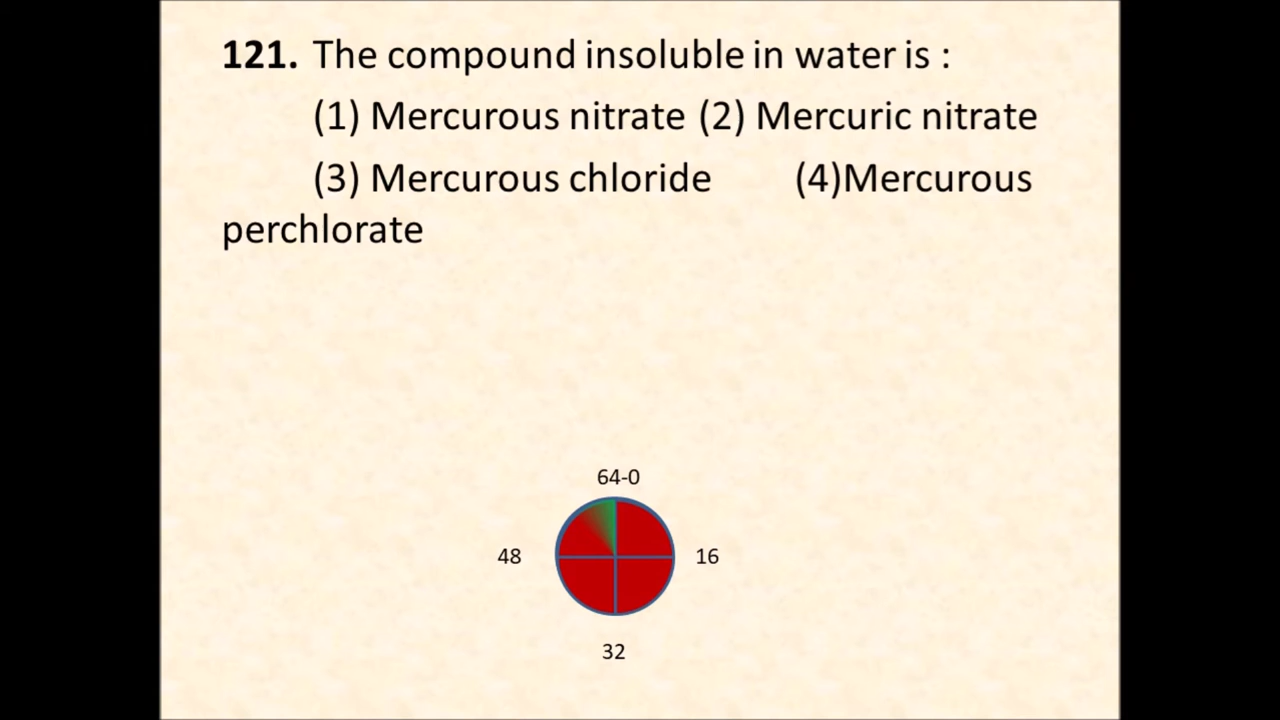 121. The compound insoluble in water is :
(1) Mercurous nitrate (2) Mercuric nitrate
(3) Mercurous chloride (4)Mercurous
perchlorate
64-0
48 16
32